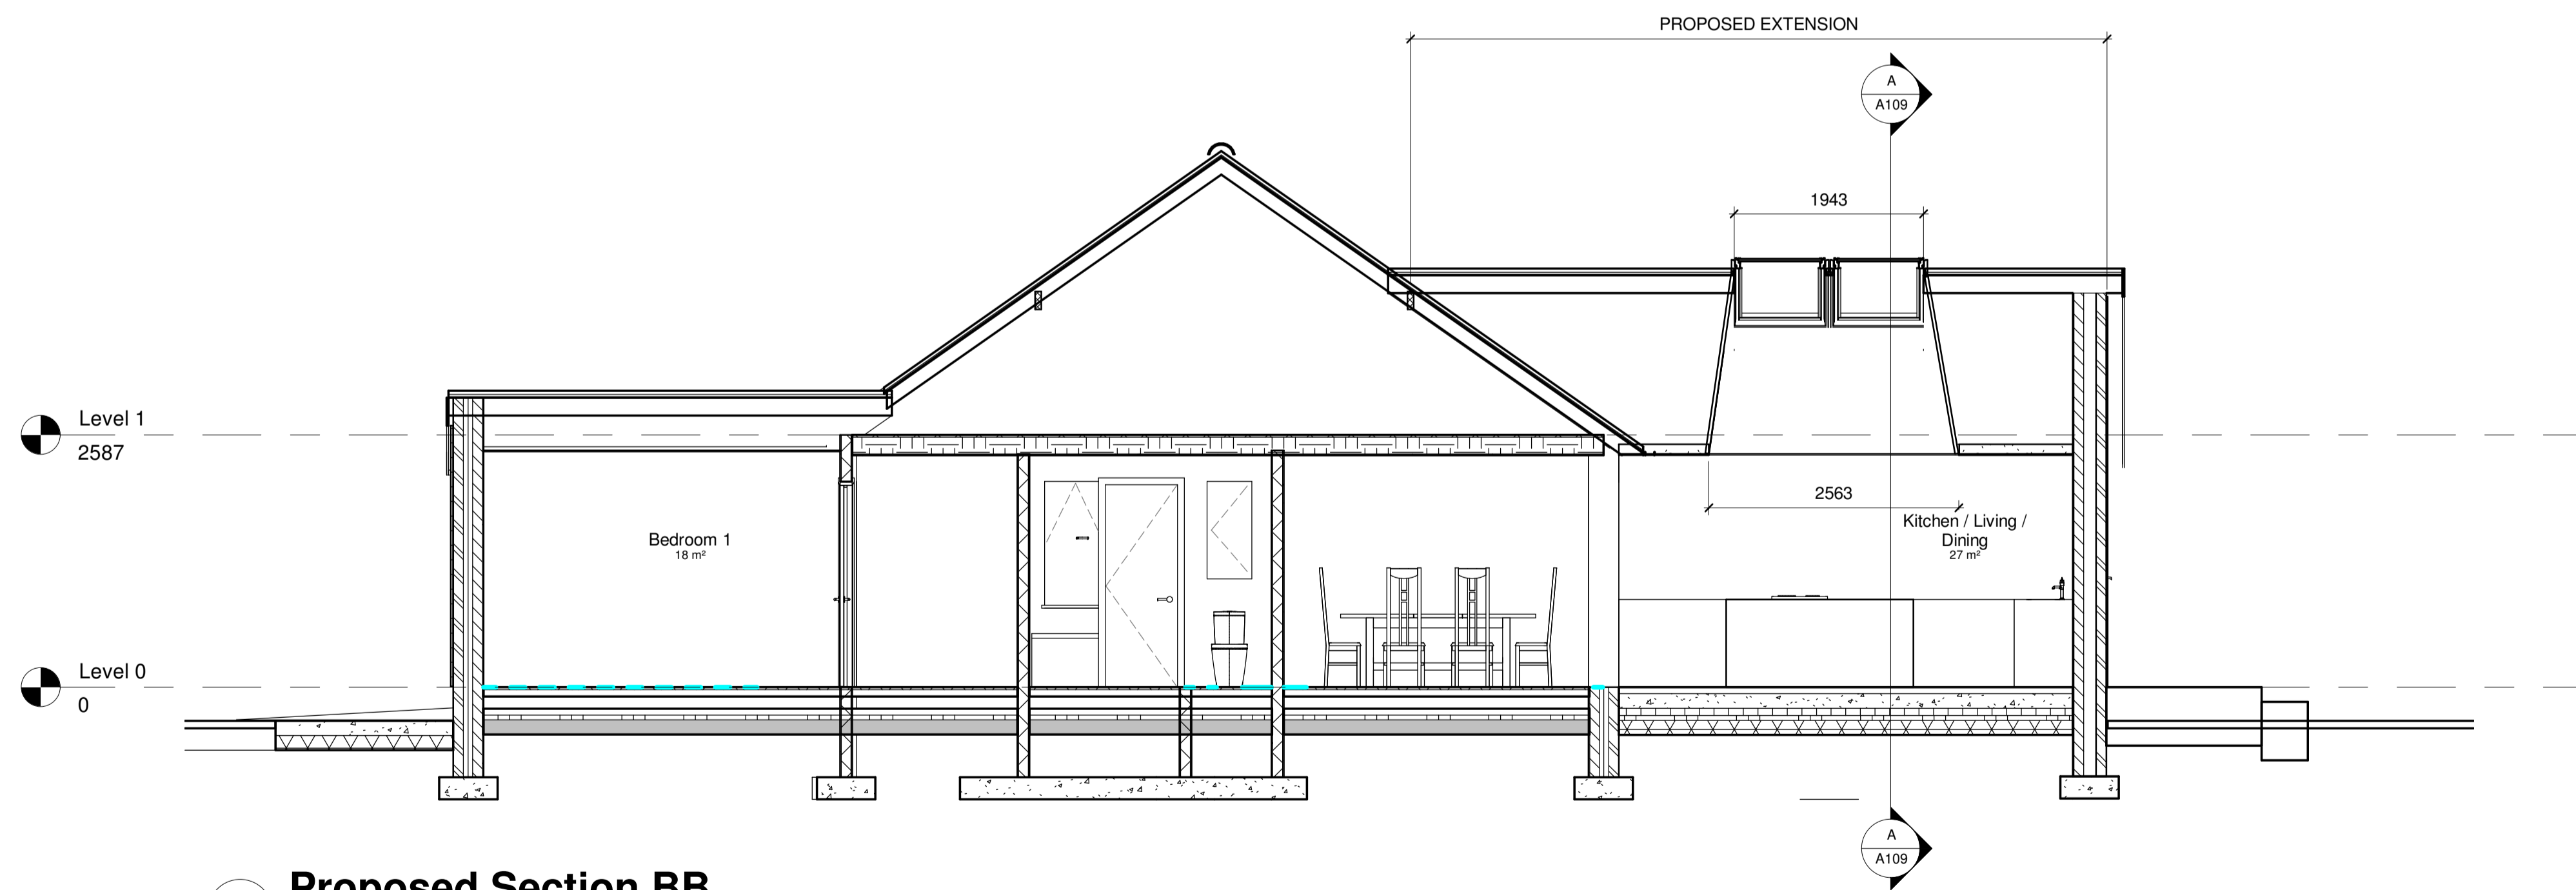 PROPOSED EXTENSION
A
A109
1943
Level 1
2587
2563
Bedroom 1
18 m²
Kitchen / Living /
Dining
27 m²
Level 0
0
A
A109
Proposed Section BB